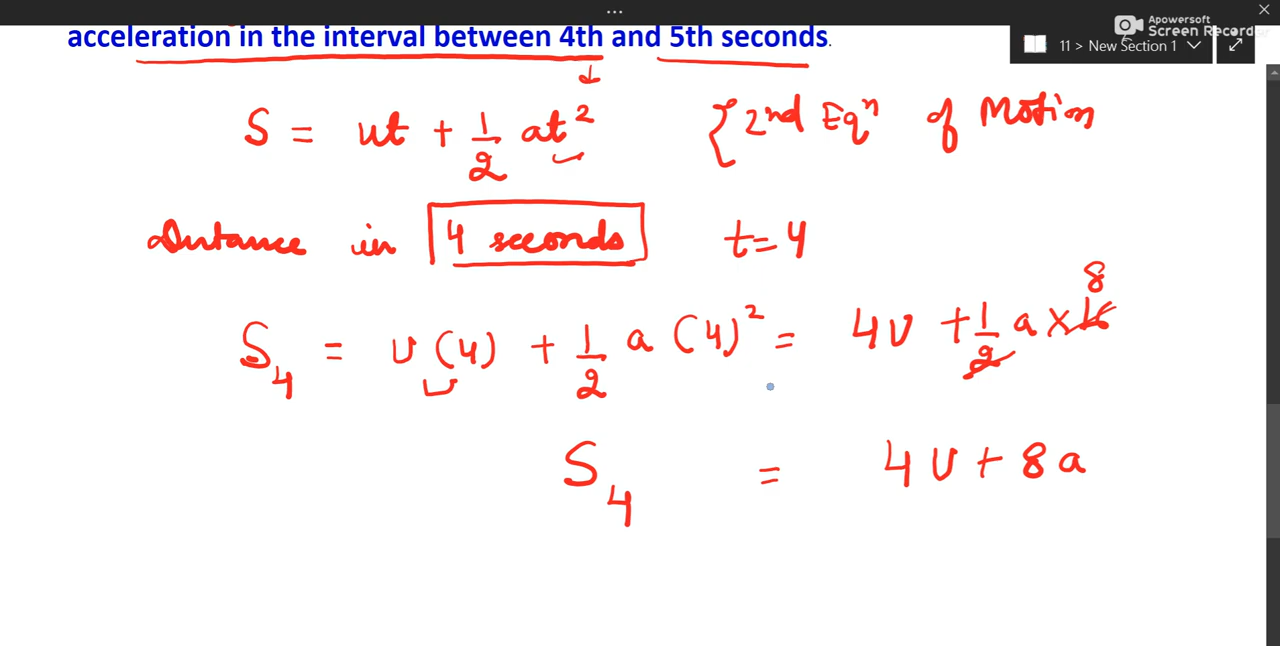 Apowersoft
Screen Recorder
11 > New Section 1
acceleration in the interval between 4th and 5th seconds.
S = ut + 1/2 at² {2nd Eqⁿ of Motion
Distance in 4 seconds t=4
S₄ = u(4) + 1/2 a (4)² = 4u + 1/2 a × 16 8
S₄ = 4u + 8a